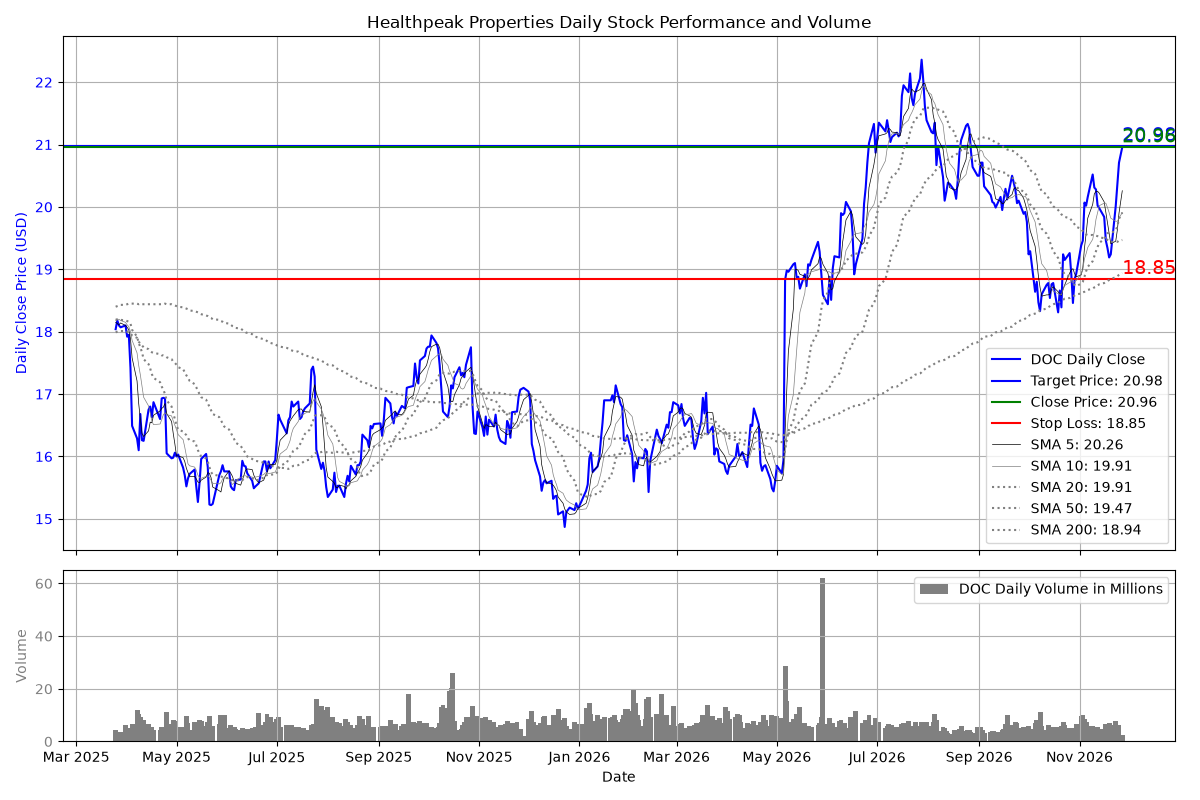 Healthpeak Properties Daily Stock Performance and Volume
Daily Close Price (USD)
22
21
20
19
18
17
16
15
20.98
18.85
DOC Daily Close
Target Price: 20.98
Close Price: 20.96
Stop Loss: 18.85
SMA 5: 20.26
SMA 10: 19.91
SMA 20: 19.91
SMA 50: 19.47
SMA 200: 18.94
Volume
60
40
20
0
DOC Daily Volume in Millions
Mar 2025 May 2025 Jul 2025 Sep 2025 Nov 2025 Jan 2026 Mar 2026 May 2026 Jul 2026 Sep 2026 Nov 2026
Date